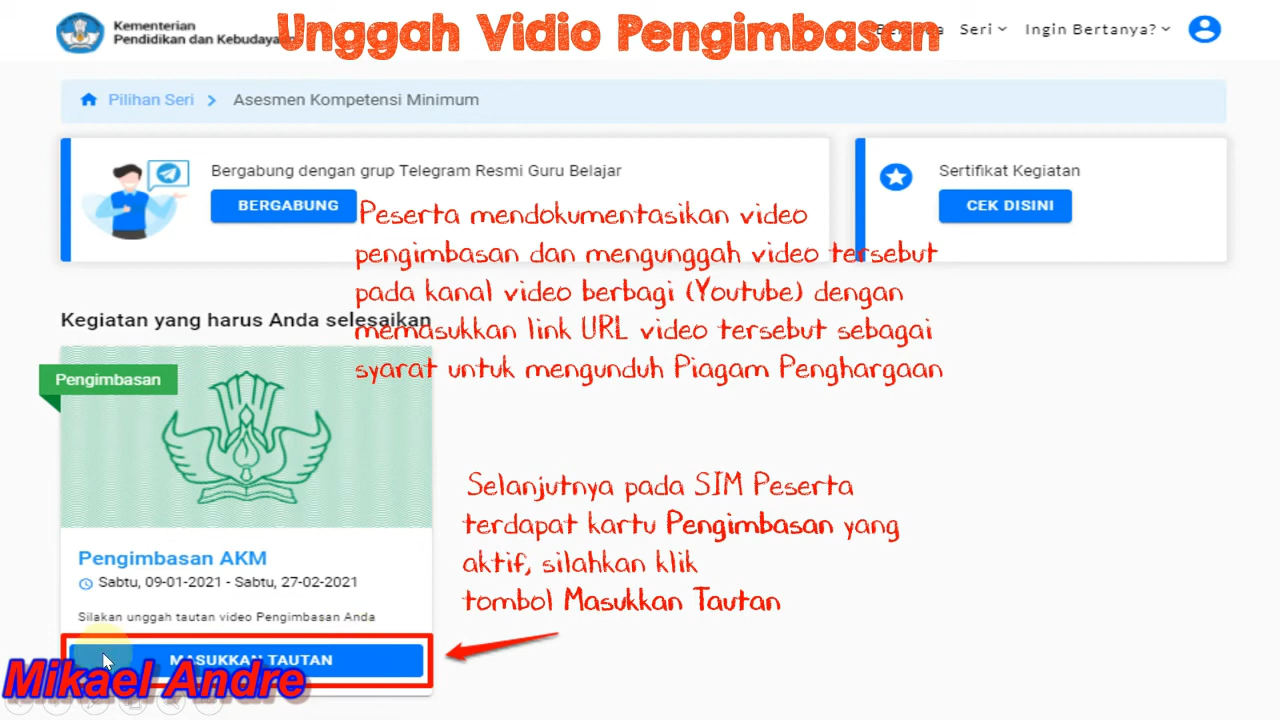 Kementerian
Pendidikan dan Kebudayaan
Unggah Vidio Pengimbasan
Seri
Ingin Bertanya?
Pilihan Seri
Asesmen Kompetensi Minimum
Bergabung dengan grup Telegram Resmi Guru Belajar
BERGABUNG
Sertifikat Kegiatan
CEK DISINI
Peserta mendokumentasikan video
pengimbasan dan mengunggah video tersebut
pada kanal video berbagi (Youtube) dengan
memasukkan link URL video tersebut sebagai
syarat untuk mengunduh Piagam Penghargaan
Kegiatan yang harus Anda selesaikan
Pengimbasan
Selanjutnya pada SIM Peserta
terdapat kartu Pengimbasan yang
aktif, silahkan klik
tombol Masukkan Tautan
Pengimbasan AKM
Sabtu, 09-01-2021 - Sabtu, 27-02-2021
Silakan unggah tautan video Pengimbasan Anda
MASUKKAN TAUTAN
Mikael Andre